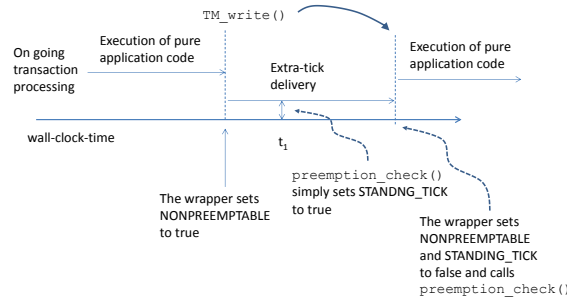 TM_write()
On going
transaction
processing
Execution of pure
application code
Extra-tick
delivery
Execution of pure
application code
wall-clock-time
t1
The wrapper sets
NONPREEMPTABLE
to true
preemption_check()
simply sets STANDNG_TICK
to true
The wrapper sets
NONPREEMPTABLE
and STANDING_TICK
to false and calls
preemption_check()